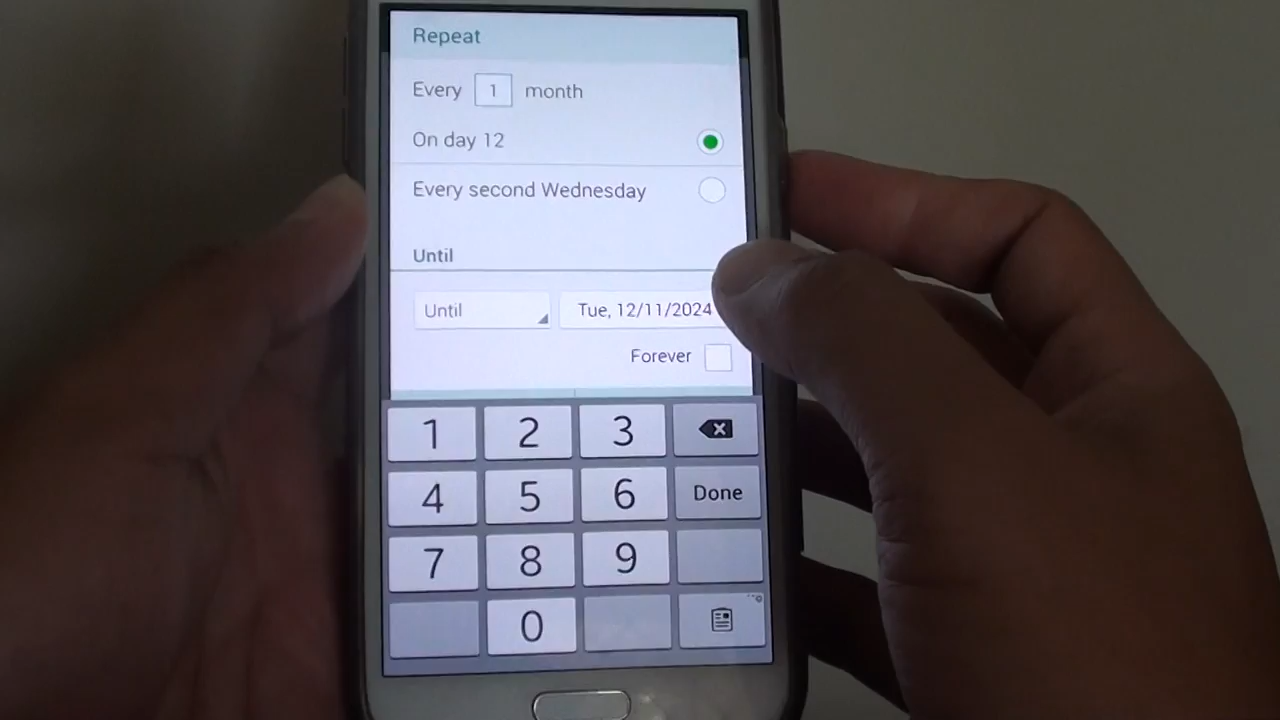 Repeat
Every 1 month
On day 12
Every second Wednesday
Until
Until Tue, 12/11/2024
Forever
1 2 3
4 5 6 Done
7 8 9
0